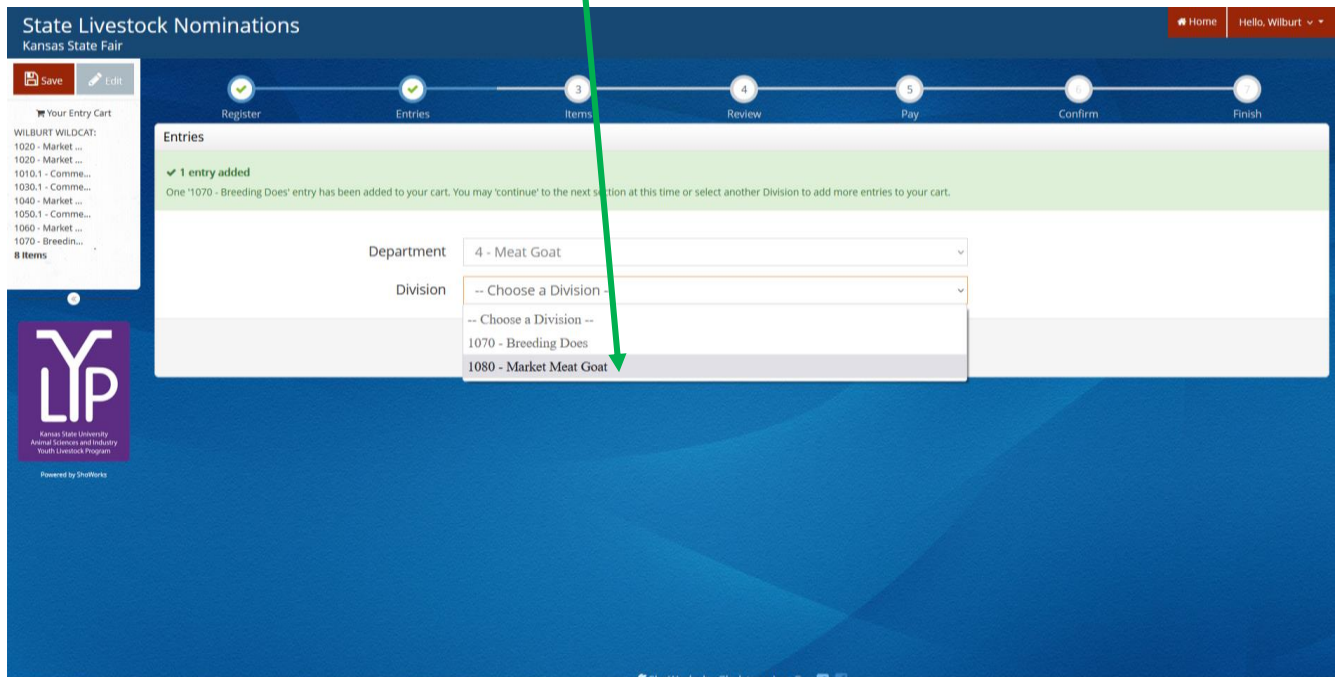 State Livestock Nominations
Kansas State Fair
Home
Hello, Wilburt
Save
Edit
Your Entry Cart
WILBURT WILDCAT:
1020 - Market ...
1020 - Market ...
1010.1 - Comme...
1030.1 - Comme...
1040 - Market ...
1050.1 - Comme...
1060 - Market ...
1070 - Breedin...
8 Items
Register
Entries
3
Items
4
Review
5
Pay
6
Confirm
7
Finish
Entries
1 entry added
One '1070 - Breeding Does' entry has been added to your cart. You may 'continue' to the next section at this time or select another Division to add more entries to your cart.
Department
4 - Meat Goat
Division
-- Choose a Division -
-- Choose a Division --
1070 - Breeding Does
1080 - Market Meat Goat
YLP
Kansas State University
Animal Sciences and Industry
Youth Livestock Program
Powered by ShoWorks